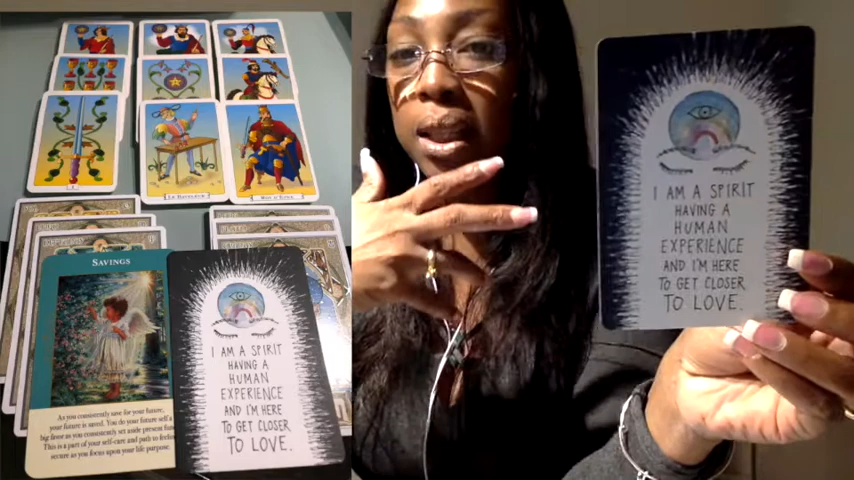 SAVINGS
As you consistently save for your future,
your future is saved. You do your future self a
big favor as you consistently set aside present fun
This is a part of your self-care and path to feelin
secure as you focus upon your life purpose.
I AM A SPIRIT
HAVING A
HUMAN
EXPERIENCE
AND I'M HERE
TO GET CLOSER
TO LOVE.
I AM A SPIRIT
HAVING A
HUMAN
EXPERIENCE
AND I'M HERE
TO GET CLOSER
TO LOVE.